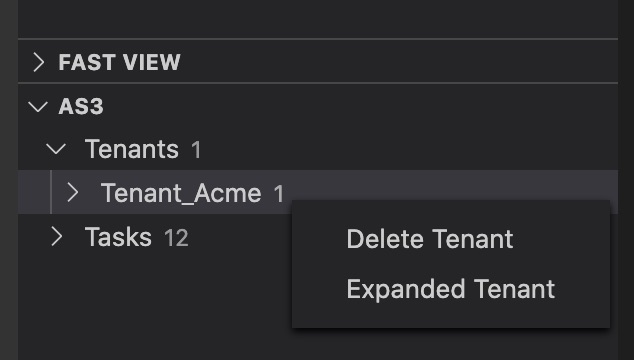 FAST VIEW
AS3
Tenants 1
Tenant_Acme 1
Tasks 12
Delete Tenant
Expanded Tenant